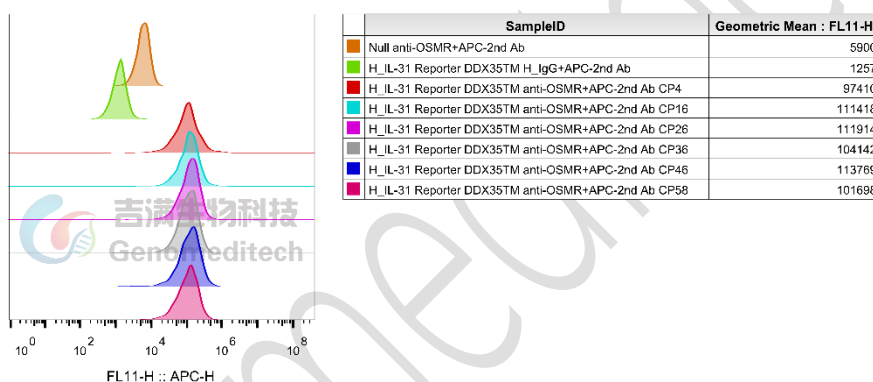 SampleID Geometric Mean : FL11-H
Null anti-OSMR+APC-2nd Ab 5900
H_IL-31 Reporter DDX35TM H_IgG+APC-2nd Ab 1257
H_IL-31 Reporter DDX35TM anti-OSMR+APC-2nd Ab CP4 97410
H_IL-31 Reporter DDX35TM anti-OSMR+APC-2nd Ab CP16 111418
H_IL-31 Reporter DDX35TM anti-OSMR+APC-2nd Ab CP26 111914
H_IL-31 Reporter DDX35TM anti-OSMR+APC-2nd Ab CP36 104142
H_IL-31 Reporter DDX35TM anti-OSMR+APC-2nd Ab CP46 113769
H_IL-31 Reporter DDX35TM anti-OSMR+APC-2nd Ab CP58 101698
吉满生物科技
Genomeditech
10^0 10^2 10^4 10^6 10^8
FL11-H :: APC-H